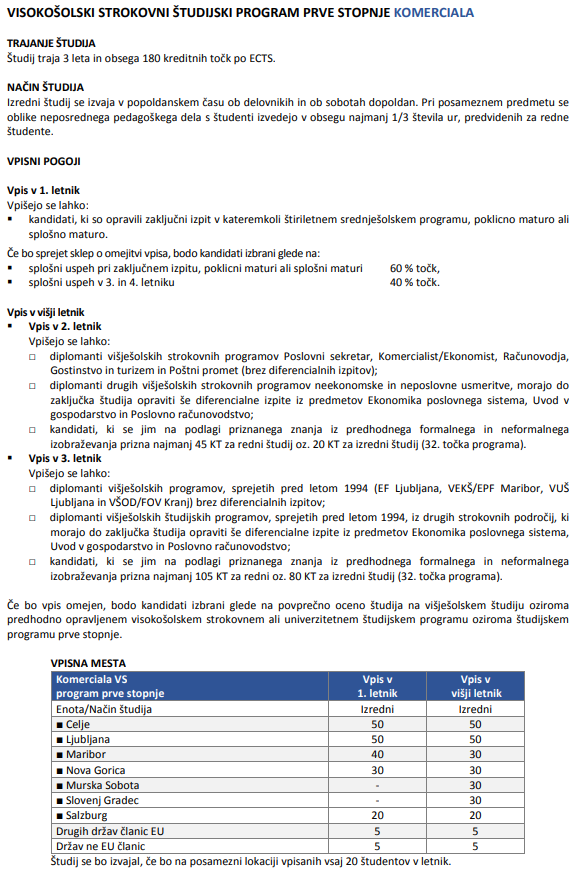 VISOKOŠOLSKI STROKOVNI ŠTUDIJSKI PROGRAM PRVE STOPNJE KOMERCIALA
TRAJANJE ŠTUDIJA
Študij traja 3 leta in obsega 180 kreditnih točk po ECTS.
NAČIN ŠTUDIJA
Izredni študij se izvaja v popoldanskem času ob delovnikih in ob sobotah dopoldan. Pri posameznem predmetu se
oblike neposrednega pedagoškega dela s študenti izvedejo v obsegu najmanj 1/3 števila ur, predvidenih za redne
študente.
VPISNI POGOJI
Vpis v 1. letnik
Vpišejo se lahko:
▪ kandidati, ki so opravili zaključni izpit v kateremkoli štiriletnem srednješolskem programu, poklicno maturo ali
splošno maturo.
Če bo sprejet sklep o omejitvi vpisa, bodo kandidati izbrani glede na:
▪ splošni uspeh pri zaključnem izpitu, poklicni maturi ali splošni maturi 60 % točk,
▪ splošni uspeh v 3. in 4. letniku 40 % točk.
Vpis v višji letnik
▪ Vpis v 2. letnik
Vpišejo se lahko:
□ diplomanti višješolskih strokovnih programov Poslovni sekretar, Komercialist/Ekonomist, Računovodja,
Gostinstvo in turizem in Poštni promet (brez diferencialnih izpitov);
□ diplomanti drugih višješolskih strokovnih programov neekonomske in neposlovne usmeritve, morajo do
zaključka študija opraviti še diferencialne izpite iz predmetov Ekonomika poslovnega sistema, Uvod v
gospodarstvo in Poslovno računovodstvo;
□ kandidati, ki se jim na podlagi priznanega znanja iz predhodnega formalnega in neformalnega
izobraževanja prizna najmanj 45 KT za redni študij oz. 20 KT za izredni študij (32. točka programa).
▪ Vpis v 3. letnik
Vpišejo se lahko:
□ diplomanti višješolskih programov, sprejetih pred letom 1994 (EF Ljubljana, VEKŠ/EPF Maribor, VUŠ
Ljubljana in VŠOD/FOV Kranj) brez diferencialnih izpitov;
□ diplomanti višješolskih študijskih programov, sprejetih pred letom 1994, iz drugih strokovnih področij, ki
morajo do zaključka študija opraviti še diferencialne izpite iz predmetov Ekonomika poslovnega sistema,
Uvod v gospodarstvo in Poslovno računovodstvo;
□ kandidati, ki se jim na podlagi priznanega znanja iz predhodnega formalnega in neformalnega
izobraževanja prizna najmanj 105 KT za redni oz. 80 KT za izredni študij (32. točka programa).
Če bo vpis omejen, bodo kandidati izbrani glede na povprečno oceno študija na višješolskem študiju oziroma
predhodno opravljenem visokošolskem strokovnem ali univerzitetnem študijskem programu oziroma študijskem
programu prve stopnje.
VPISNA MESTA
Komerciala VS Vpis v Vpis v
program prve stopnje 1. letnik višji letnik
Enota/Način študija Izredni Izredni
■ Celje 50 50
■ Ljubljana 50 50
■ Maribor 40 30
■ Nova Gorica 30 30
■ Murska Sobota - 30
■ Slovenj Gradec - 30
■ Salzburg 20 20
Drugih držav članic EU 5 5
Držav ne EU članic 5 5
Študij se bo izvajal, če bo na posamezni lokaciji vpisanih vsaj 20 študentov v letnik.